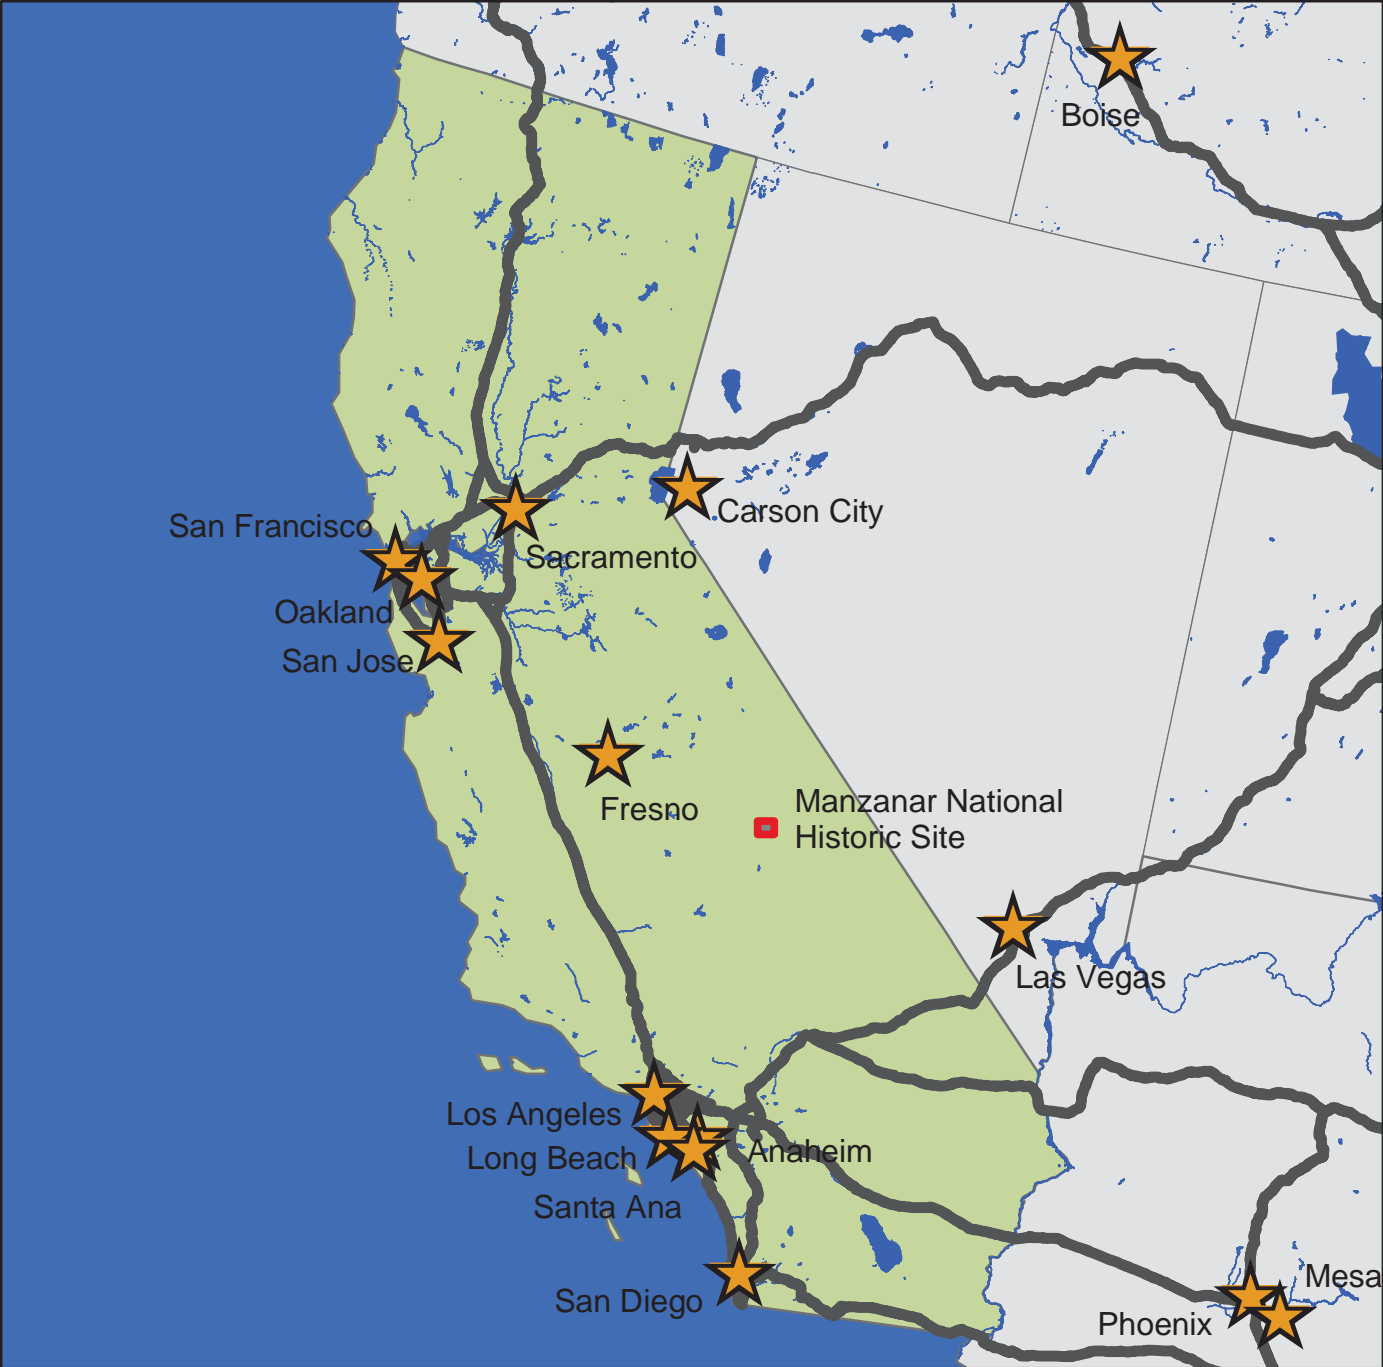 Boise
San Francisco
Carson City
Sacramento
Oakland
San Jose
Fresno
Manzanar National
Historic Site
Las Vegas
Los Angeles
Long Beach
Anaheim
Santa Ana
San Diego
Mesa
Phoenix